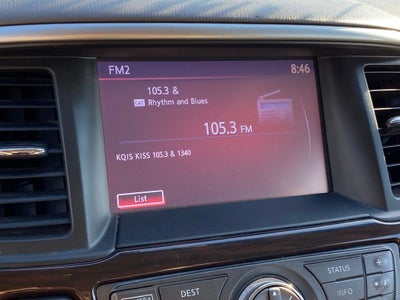 FM2 8:46
105.3 &
CAT Rhythm and Blues
105.3 FM
KQIS KISS 105.3 & 1340
List
STATUS
DEST
INFO